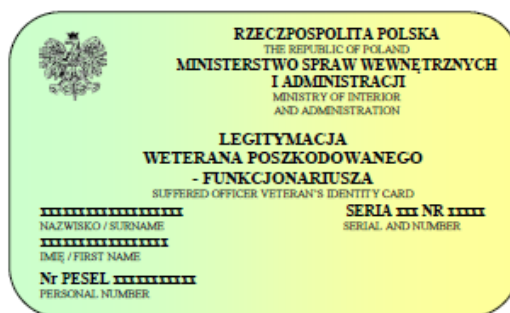 RZECZPOSPOLITA POLSKA
THE REPUBLIC OF POLAND
MINISTERSTWO SPRAW WEWNĘTRZNYCH
I ADMINISTRACJI
MINISTRY OF INTERIOR
AND ADMINISTRATION
LEGITYMACJA
WETERANA POSZKODOWANEGO
- FUNKCJONARIUSZA
SUFFERED OFFICER VETERAN'S IDENTITY CARD
xxxxxxxxxxxxxxxxxx SERIA xxx NR xxxxx
NAZWISKO / SURNAME SERIAL AND NUMBER
xxxxxxxxxxxxxxxx
IMIĘ / FIRST NAME
Nr PESEL xxxxxxxxxxx
PERSONAL NUMBER